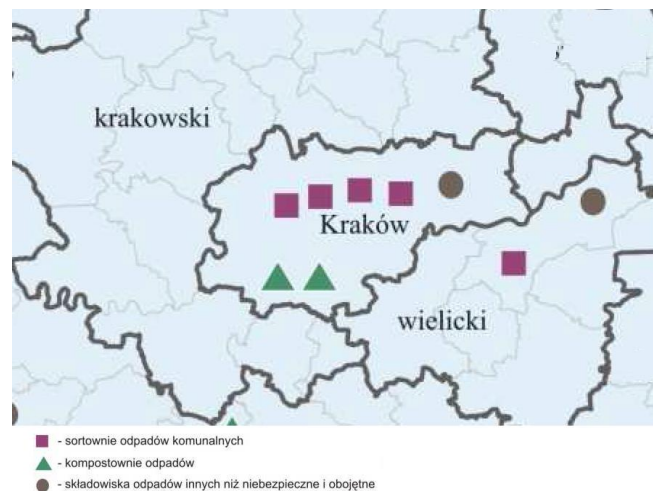 krakowski
Kraków
wielicki
- sortownie odpadów komunalnych
- kompostownie odpadów
- składowiska odpadów innych niż niebezpieczne i obojętne